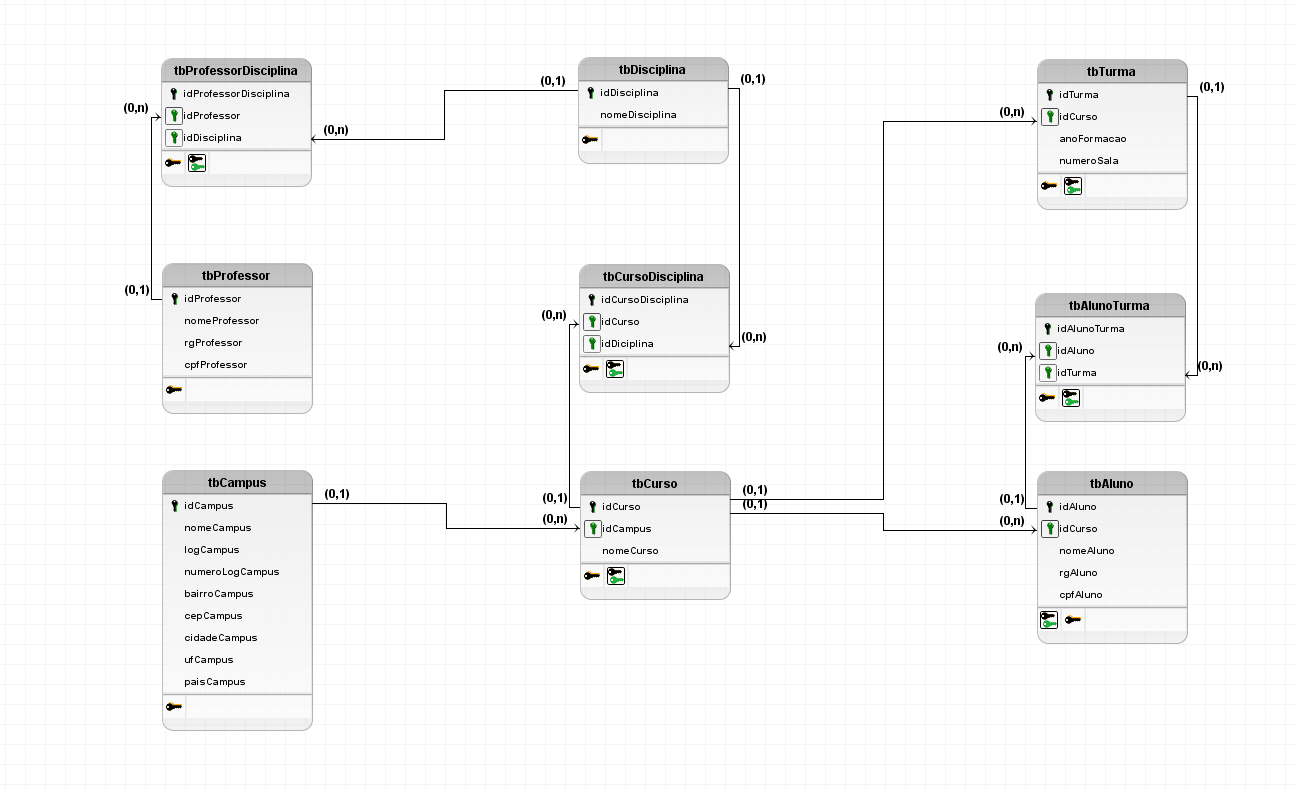 tbProfessorDisciplina
idProfessorDisciplina
idProfessor
idDisciplina
(0,n)
(0,n)
(0,1)
tbDisciplina
idDisciplina
nomeDisciplina
(0,1)
(0,n)
tbTurma
idTurma
idCurso
anoFormacao
numeroSala
(0,1)
(0,1)
tbProfessor
idProfessor
nomeProfessor
rgProfessor
cpfProfessor
(0,n)
tbCursoDisciplina
idCursoDisciplina
idCurso
idDiciplina
(0,n)
(0,n)
tbAlunoTurma
idAlunoTurma
idAluno
idTurma
(0,n)
tbCampus
idCampus
nomeCampus
logCampus
numeroLogCampus
bairroCampus
cepCampus
cidadeCampus
ufCampus
paisCampus
(0,1)
(0,1)
(0,n)
tbCurso
idCurso
idCampus
nomeCurso
(0,1)
(0,1)
(0,1)
(0,n)
tbAluno
idAluno
idCurso
nomeAluno
rgAluno
cpfAluno